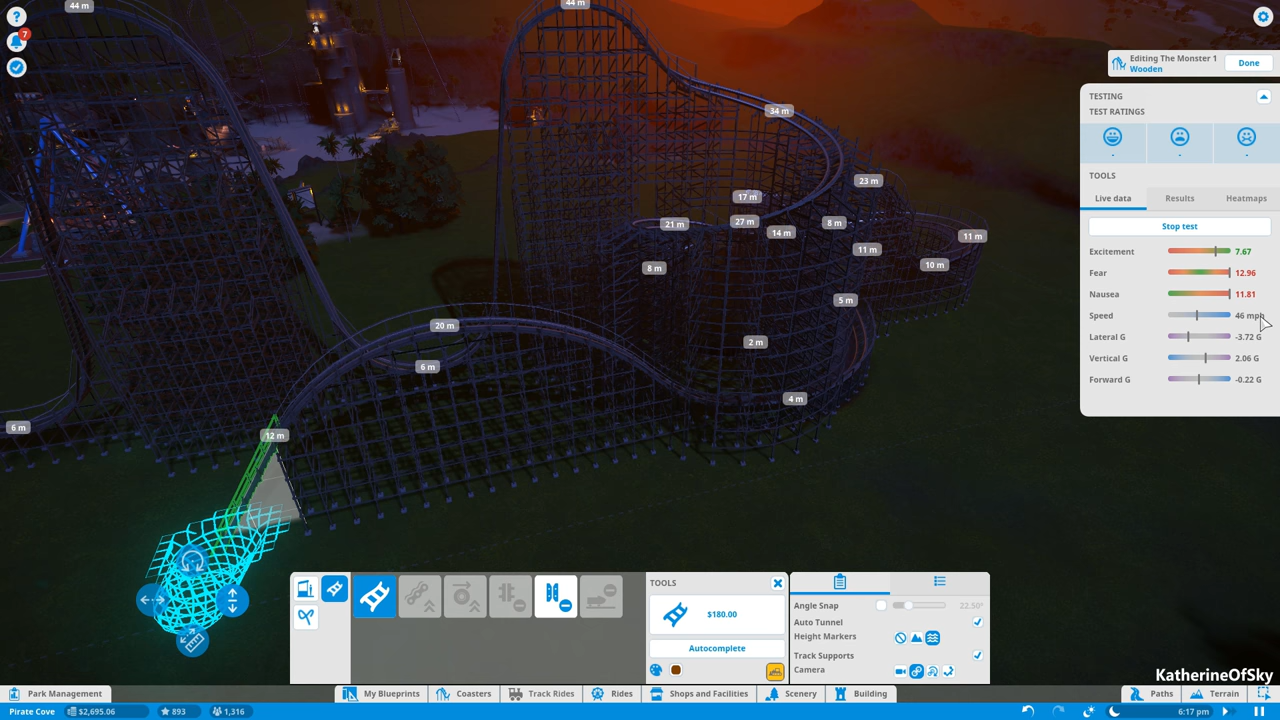 44 m
44 m
?
7
34 m
23 m
17 m
27 m
21 m
8 m
14 m
11 m
11 m
10 m
8 m
5 m
20 m
2 m
6 m
4 m
6 m
12 m
Editing The Monster 1
Wooden
Done
TESTING
TEST RATINGS
- - -
TOOLS
Live data Results Heatmaps
Stop test
Excitement 7.67
Fear 12.96
Nausea 11.81
Speed 46 mph
Lateral G -3.72 G
Vertical G 2.06 G
Forward G -0.22 G
TOOLS
$180.00
Autocomplete
Angle Snap 22.50°
Auto Tunnel
Height Markers
Track Supports
Camera
KatherineOfSky
Park Management My Blueprints Coasters Track Rides Rides Shops and Facilities Scenery Building Paths Terrain
Pirate Cove $2,695.06 893 1,316 6:17 pm